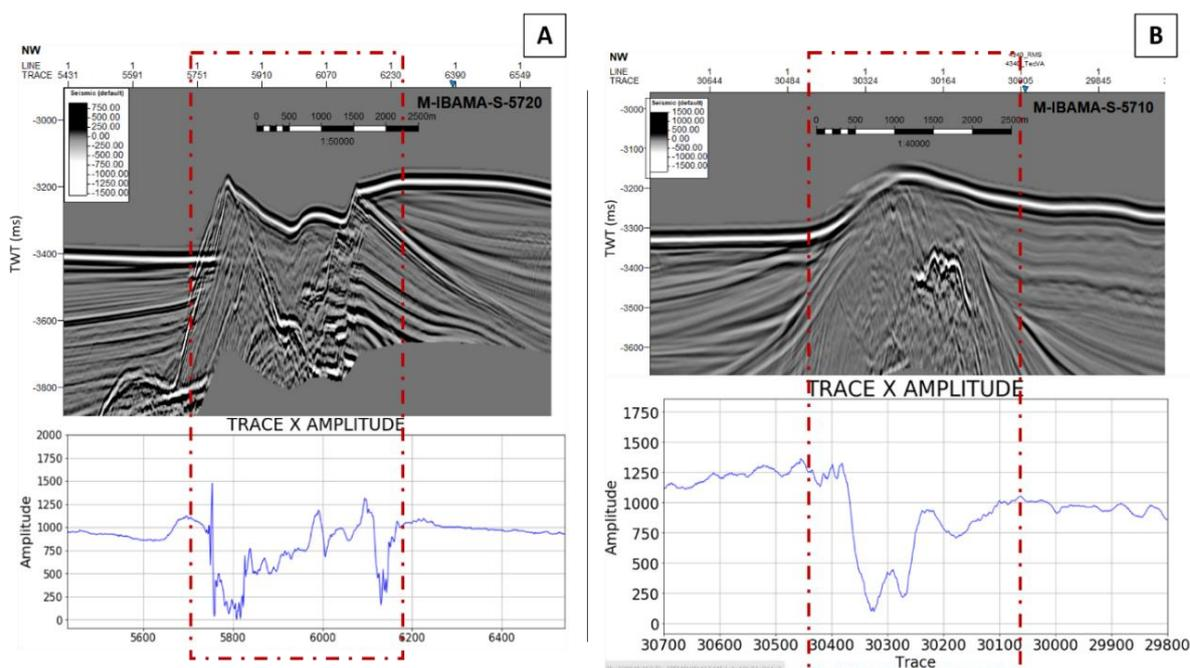 A
NW
LINE 1 1 1 1 1 1 1 1
TRACE 5431 5591 5751 5910 6070 6230 6390 6549
M-IBAMA-S-5720
Seismic (default)
750.00
500.00
250.00
0.00
-250.00
-500.00
-750.00
-1000.00
-1250.00
-1500.00
0 500 1000 1500 2000 2500m
1:50000
TWT (ms)
-3000
-3200
-3400
-3600
-3800
TRACE X AMPLITUDE
Amplitude
2000
1750
1500
1250
1000
750
500
250
0
5600 5800 6000 6200 6400
B
NW
4340_RMS
LINE 1 1 1 1 1 1
TRACE 30644 30484 30324 30164 30005 29845
M-IBAMA-S-5710
Seismic (default)
1500.00
1000.00
500.00
0.00
-500.00
-1000.00
-1500.00
0 500 1000 1500 2000 2500m
1:40000
TWT (ms)
-3000
-3100
-3200
-3300
-3400
-3500
-3600
TRACE X AMPLITUDE
Amplitude
1750
1500
1250
1000
750
500
250
0
30700 30600 30500 30400 30300 30200 30100 30000 29900 29800
Trace